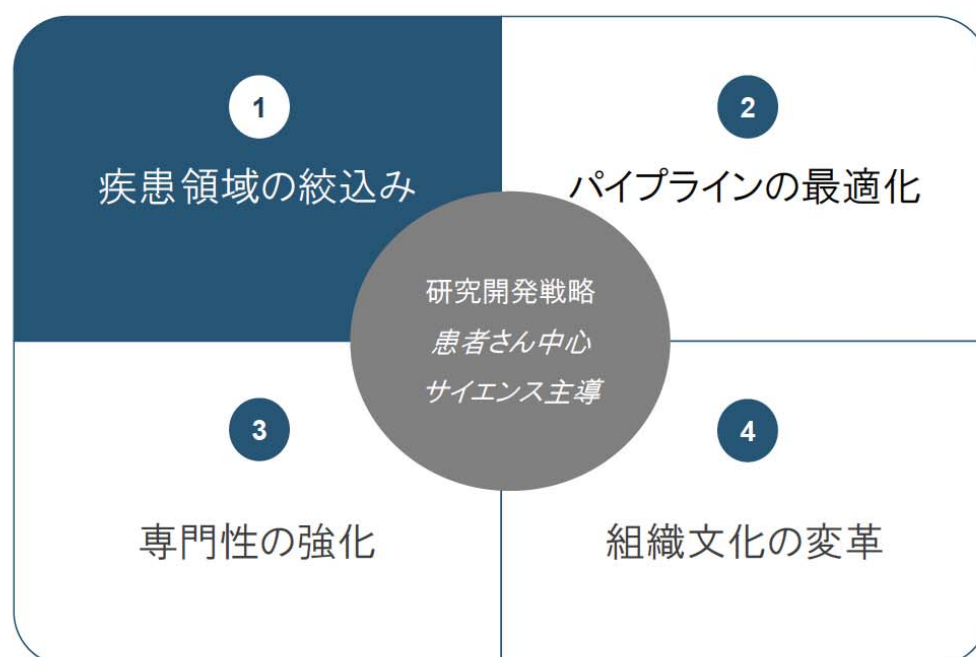 1
疾患領域の絞込み
2
パイプラインの最適化
研究開発戦略
患者さん中心
サイエンス主導
3
専門性の強化
4
組織文化の変革